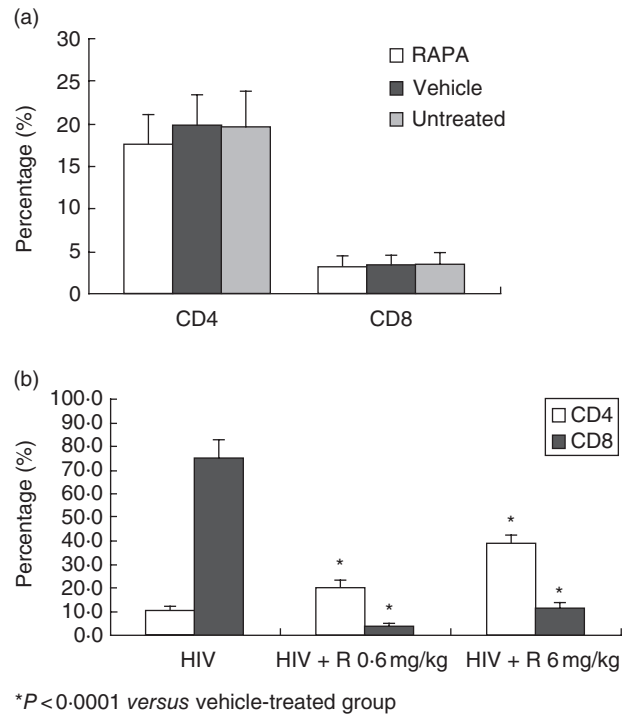 (a)
30
25
20
15
10
5
0
Percentage (%)
RAPA
Vehicle
Untreated
CD4 CD8
(b)
100·0
90·0
80·0
70·0
60·0
50·0
40·0
30·0
20·0
10·0
0·0
Percentage (%)
CD4
CD8
* * * *
HIV HIV + R 0·6 mg/kg HIV + R 6 mg/kg
*P < 0·0001 versus vehicle-treated group